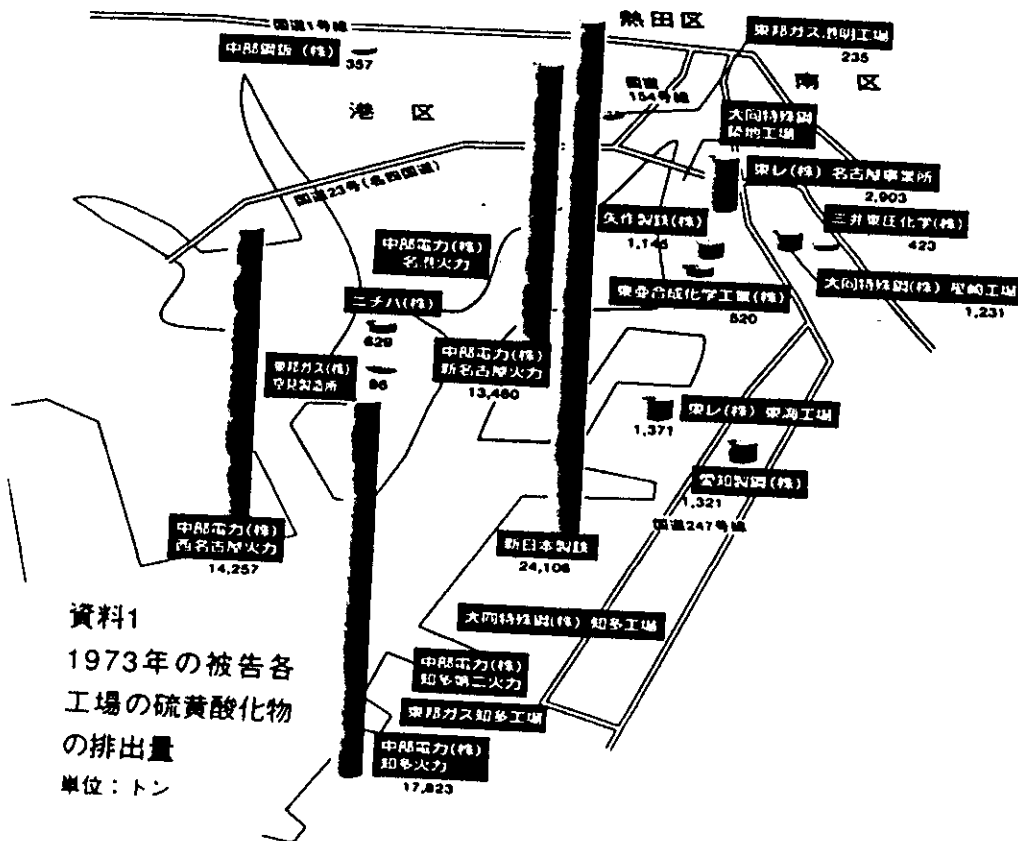 熱田区
国道1号線
東邦ガス港明工場
235
中部鋼鈑(株)
357
南区
国道
154号線
港区
大同特殊鋼
築地工場
東レ(株)名古屋事業所
2,903
国道23号(名四国道)
矢作製鉄(株)
1,145
三井東圧化学(株)
423
中部電力(株)
名港火力
大同特殊鋼(株)星崎工場
1,231
東亜合成化学工業(株)
520
ニチハ(株)
629
中部電力(株)
新名古屋火力
13,460
東邦ガス(株)
空見製造所
96
東レ(株)東海工場
1,371
愛知製鋼(株)
1,321
国道247号線
中部電力(株)
西名古屋火力
14,257
新日本製鉄
24,106
大同特殊鋼(株)知多工場
中部電力(株)
知多第二火力
東邦ガス知多工場
中部電力(株)
知多火力
17,823
資料1
1973年の被告各
工場の硫黄酸化物
の排出量
単位:トン